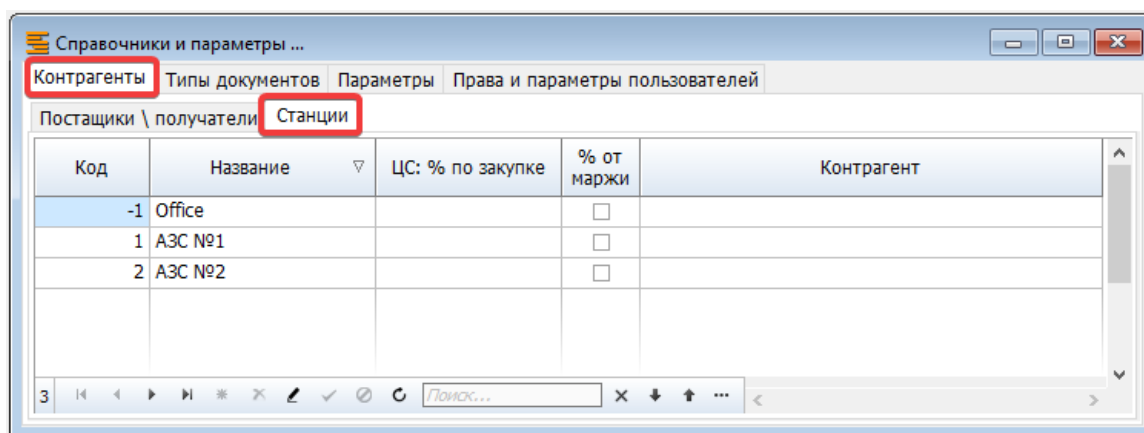 Справочники и параметры ...
Контрагенты Типы документов Параметры Права и параметры пользователей
Постащики \ получатели Станции
Код Название ЦС: % по закупке % от маржи Контрагент
-1 Office
1 АЗС №1
2 АЗС №2
3 Поиск...